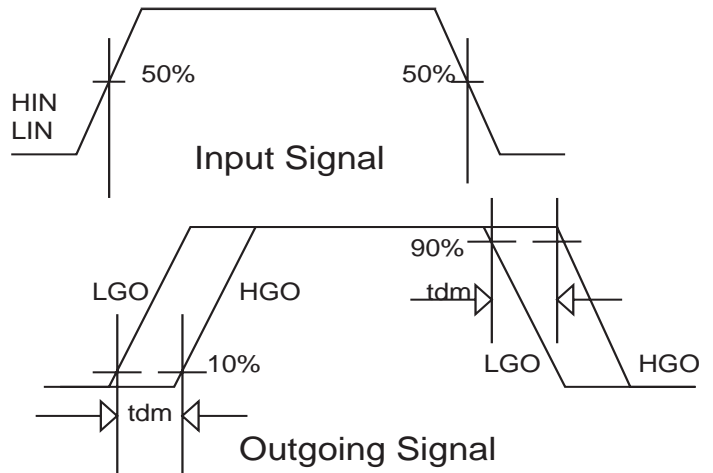 50%
50%
HIN
LIN
Input Signal
90%
LGO
HGO
tdm
10%
LGO
HGO
tdm
Outgoing Signal